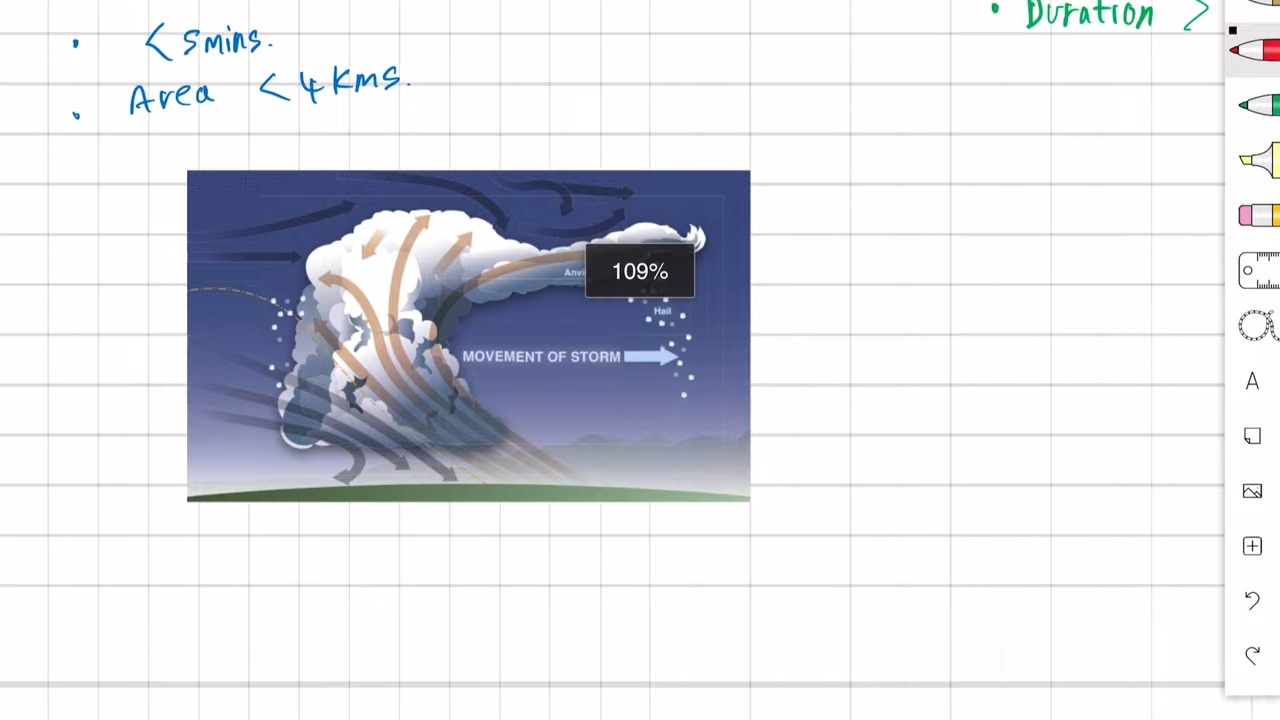 • Duration >
• < 5mins.
• Area < 4 Kms.
109%
Hail
MOVEMENT OF STORM
A